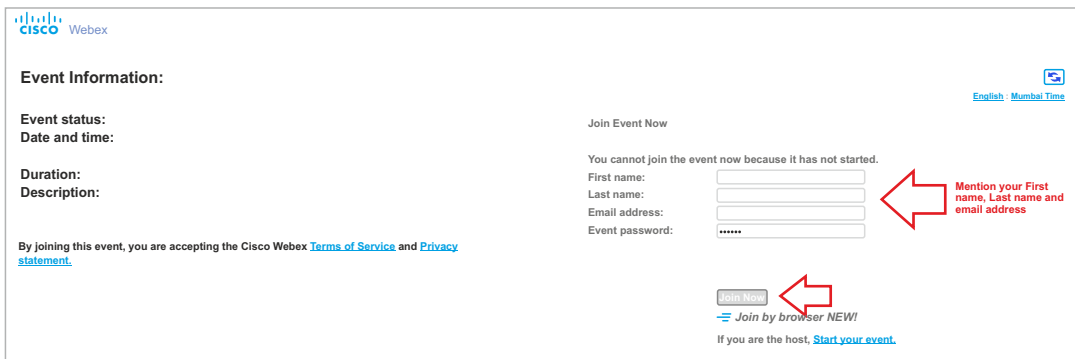 CISCO Webex
Event Information:
English : Mumbai Time
Event status:
Date and time:
Duration:
Description:
By joining this event, you are accepting the Cisco Webex Terms of Service and Privacy
statement.
Join Event Now
You cannot join the event now because it has not started.
First name:
Last name:
Email address:
Event password: ••••••
Mention your First
name, Last name and
email address
Join Now
Join by browser NEW!
If you are the host, Start your event.